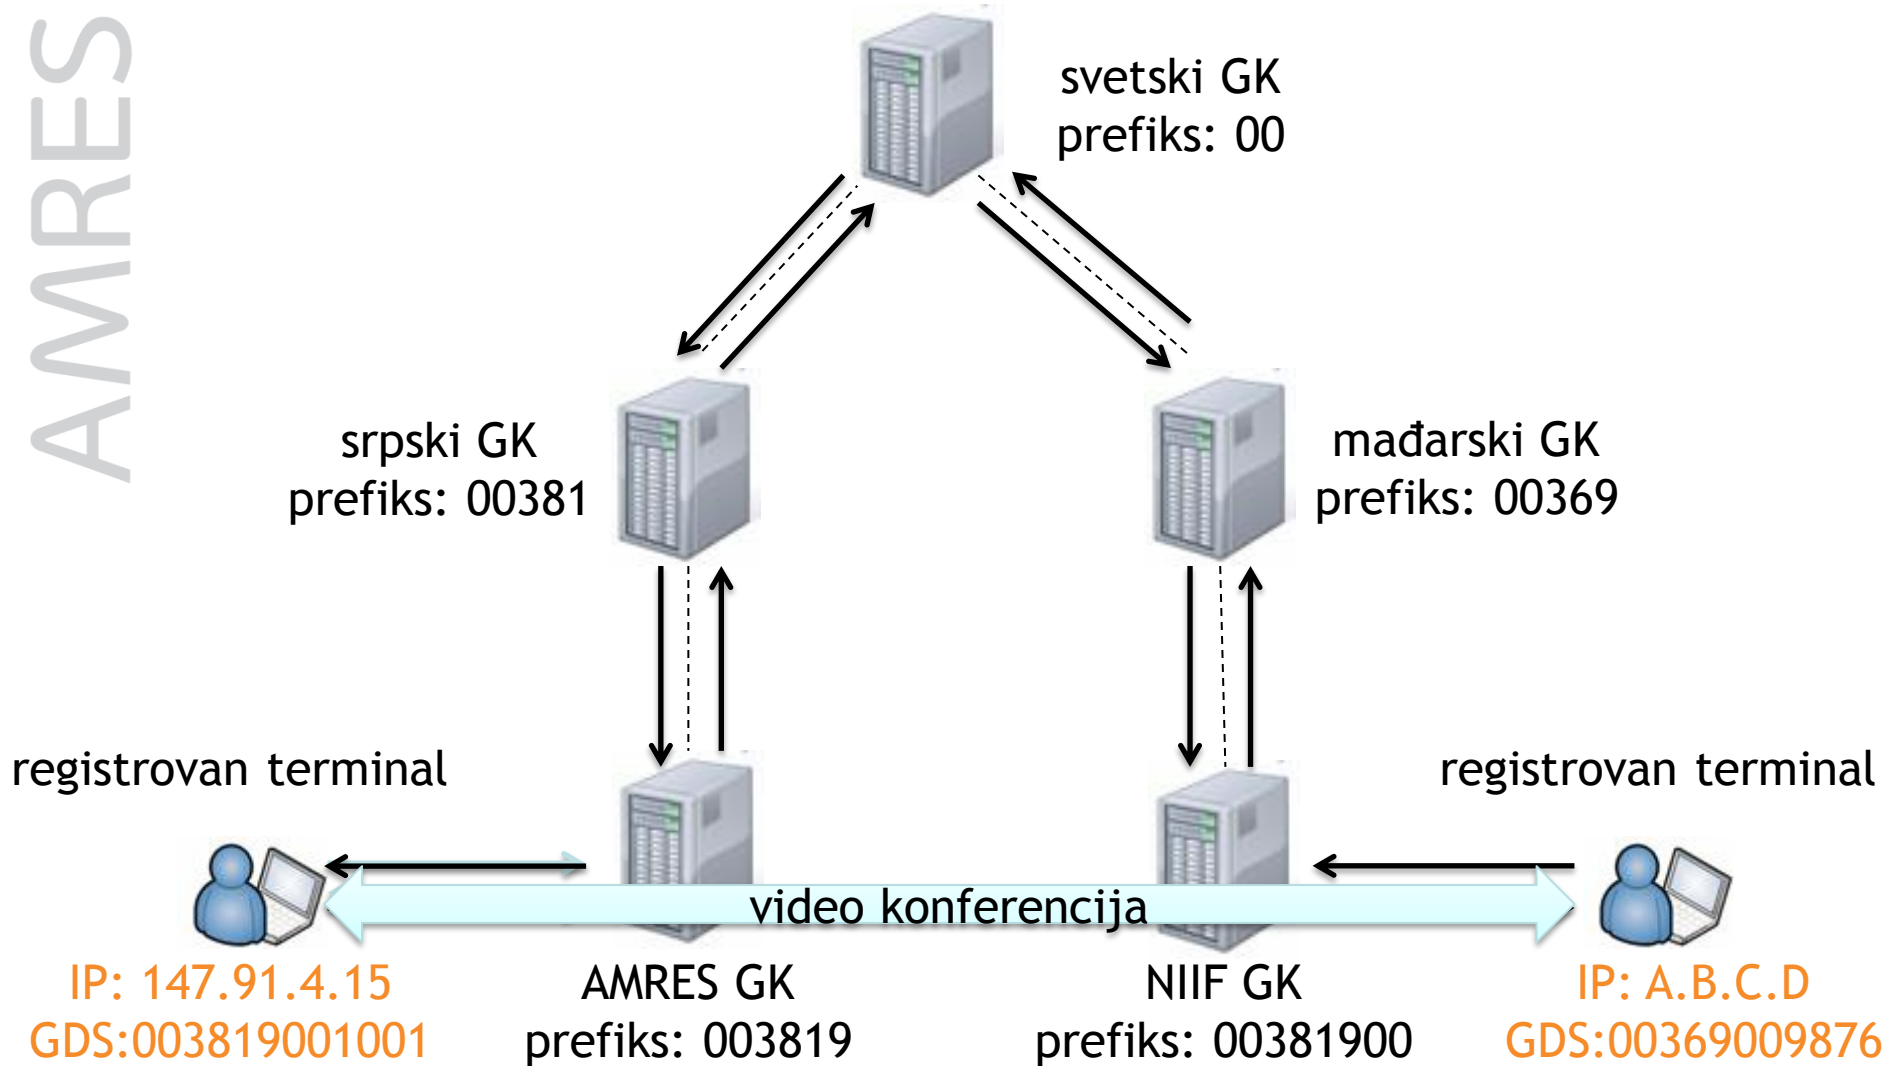 AMRES
svetski GK
prefiks: 00
srpski GK
prefiks: 00381
mađarski GK
prefiks: 00369
registrovan terminal
registrovan terminal
video konferencija
IP: 147.91.4.15
GDS:003819001001
AMRES GK
prefiks: 003819
NIIF GK
prefiks: 00381900
IP: A.B.C.D
GDS:00369009876